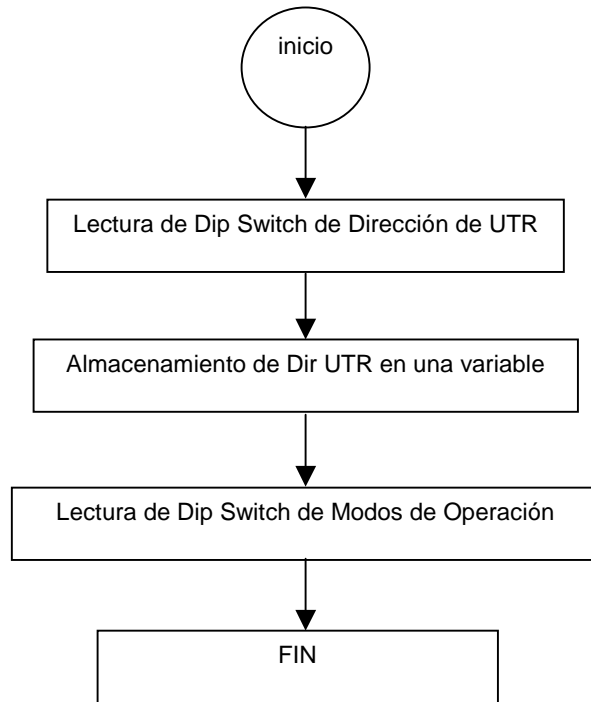 inicio
Lectura de Dip Switch de Dirección de UTR
Almacenamiento de Dir UTR en una variable
Lectura de Dip Switch de Modos de Operación
FIN